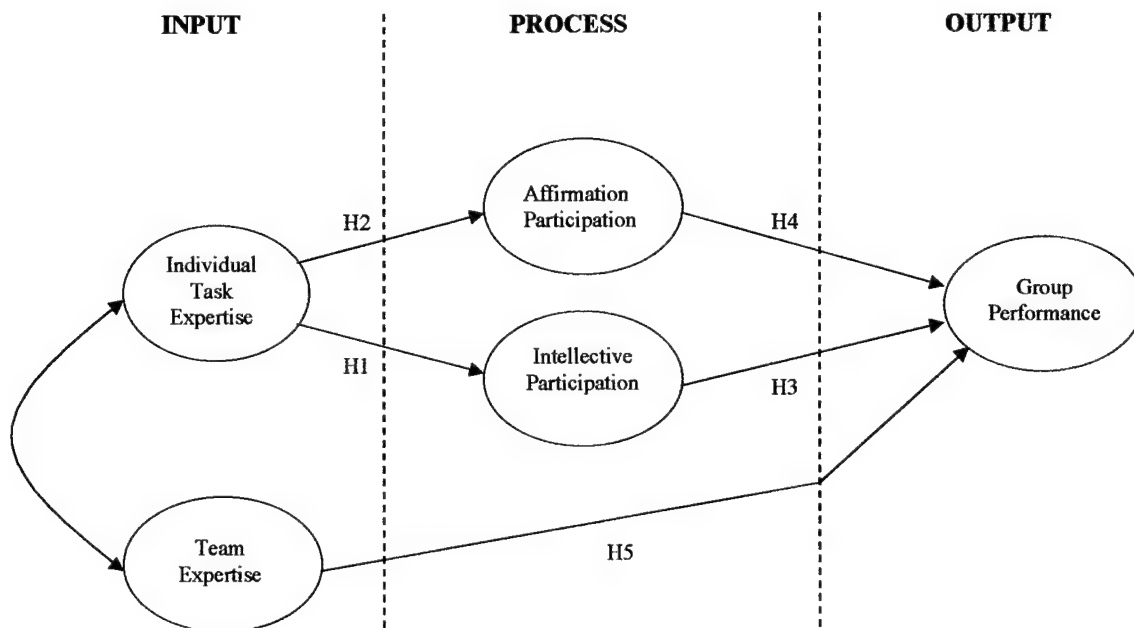 INPUT
PROCESS
OUTPUT
Affirmation
Participation
H2
H4
Individual
Task
Expertise
Group
Performance
H1
Intellective
Participation
H3
Team
Expertise
H5